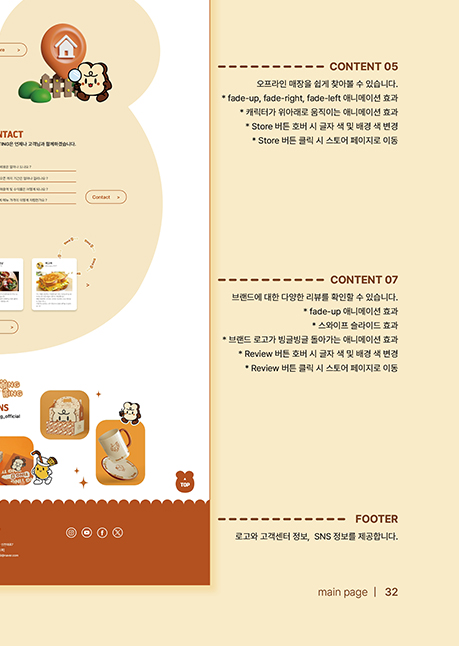 CONTENT 05
오프라인 매장을 쉽게 찾아볼 수 있습니다.
* fade-up, fade-right, fade-left 애니메이션 효과
* 캐릭터가 위아래로 움직이는 애니메이션 효과
* Store 버튼 호버 시 글자 색 및 배경 색 변경
* Store 버튼 클릭 시 스토어 페이지로 이동
NTACT
TING은 언제나 고객님과 함께하겠습니다.
Contact >
CONTENT 07
브랜드에 대한 다양한 리뷰를 확인할 수 있습니다.
* fade-up 애니메이션 효과
* 스와이프 슬라이드 효과
* 브랜드 로고가 빙글빙글 돌아가는 애니메이션 효과
* Review 버튼 호버 시 글자 색 및 배경 색 변경
* Review 버튼 클릭 시 스토어 페이지로 이동
NS
g_official
TOP
FOOTER
로고와 고객센터 정보, SNS 정보를 제공합니다.
main page | 32